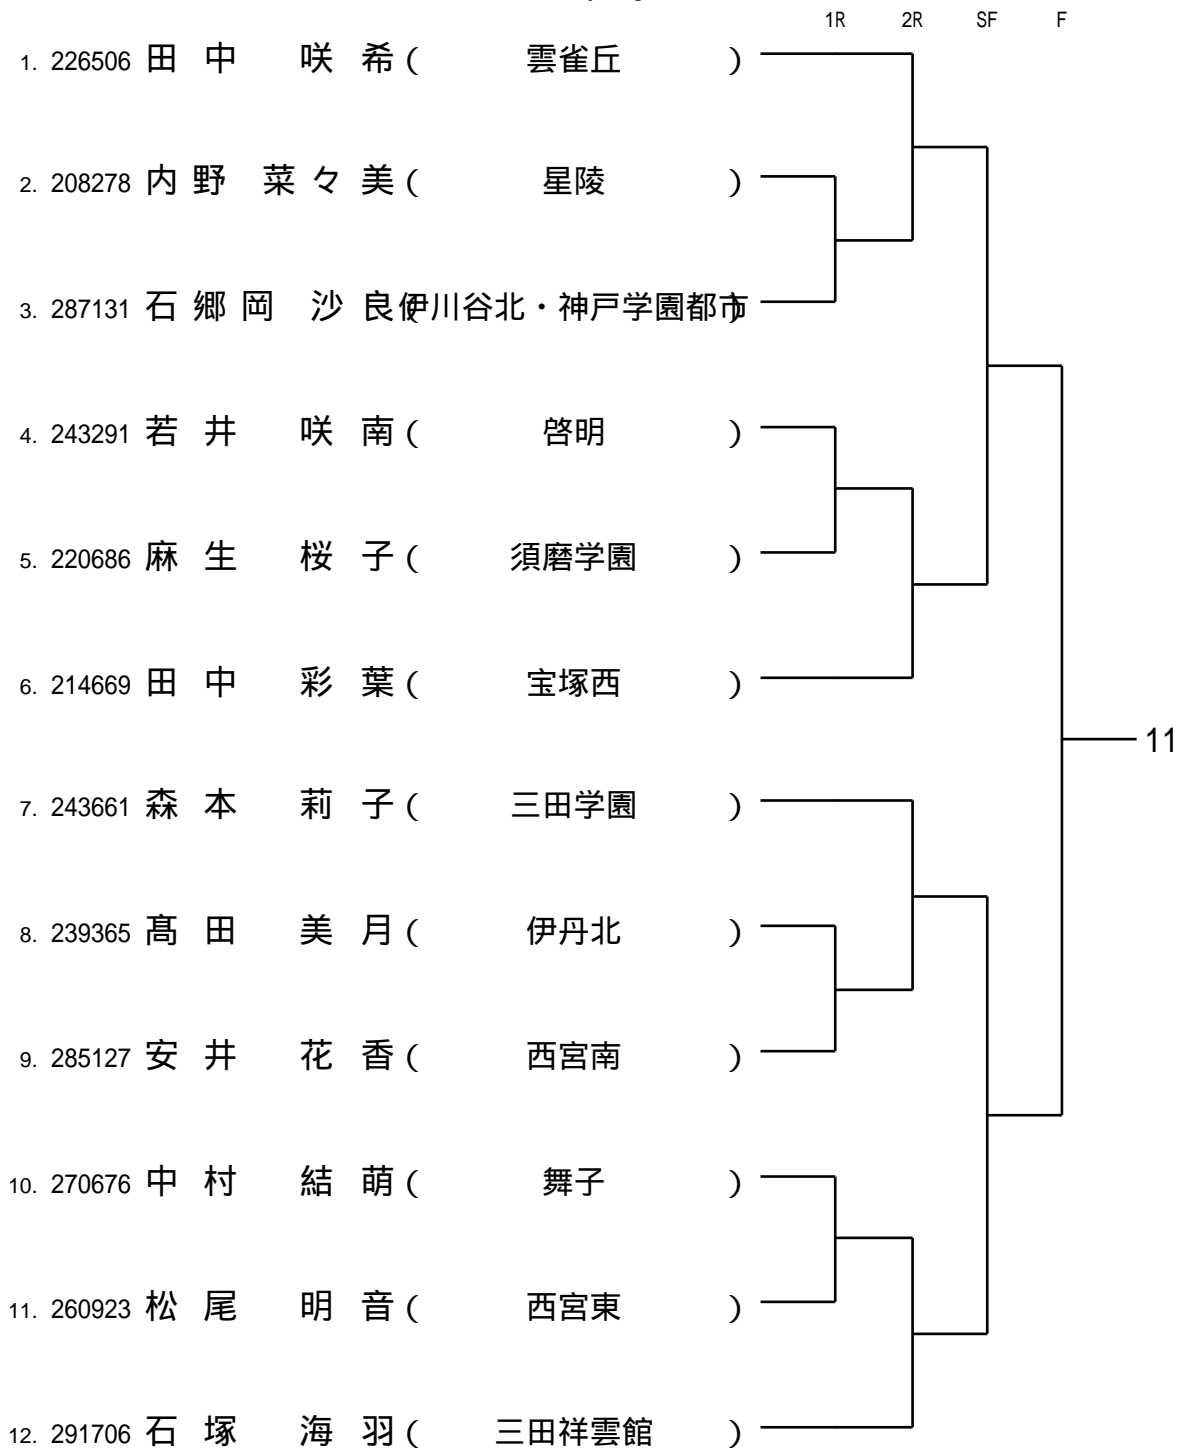 1R 2R SF F
1. 226506 田中 咲希 ( 雲雀丘 )
2. 208278 内野 菜々美 ( 星陵 )
3. 287131 石郷岡 沙良 ( 伊川谷北・神戸学園都市 )
4. 243291 若井 咲南 ( 啓明 )
5. 220686 麻生 桜子 ( 須磨学園 )
6. 214669 田中 彩葉 ( 宝塚西 )
11
7. 243661 森本 莉子 ( 三田学園 )
8. 239365 髙田 美月 ( 伊丹北 )
9. 285127 安井 花香 ( 西宮南 )
10. 270676 中村 結萌 ( 舞子 )
11. 260923 松尾 明音 ( 西宮東 )
12. 291706 石塚 海羽 ( 三田祥雲館 )